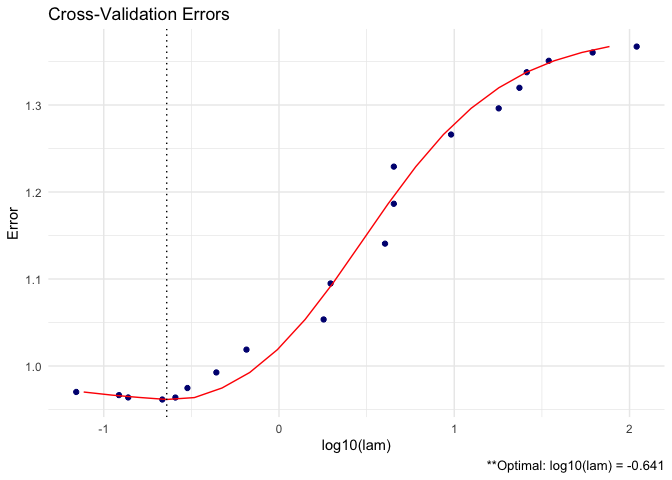 Cross-Validation Errors
1.3
1.2
1.1
1.0
Error
-1
0
1
2
log10(lam)
**Optimal: log10(lam) = -0.641